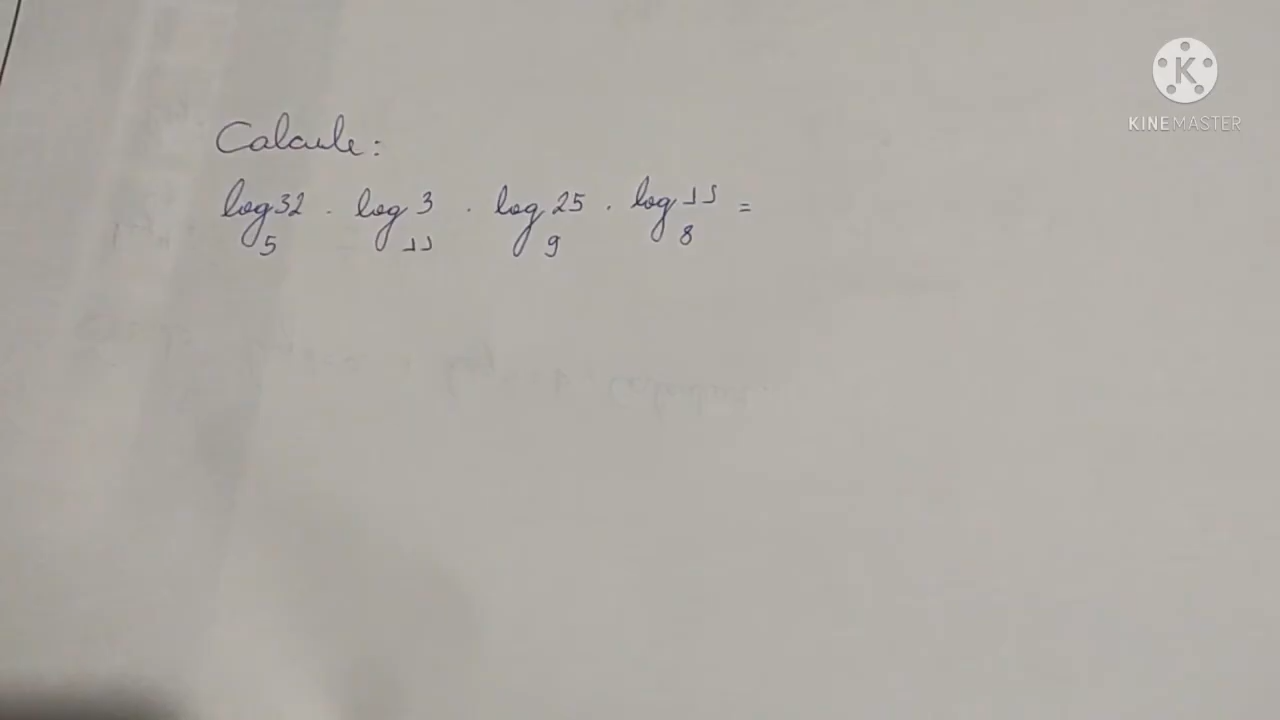 Calcule:
log₅32 . log₁₁3 . log₉25 . log₈11 =
K
KINEMASTER